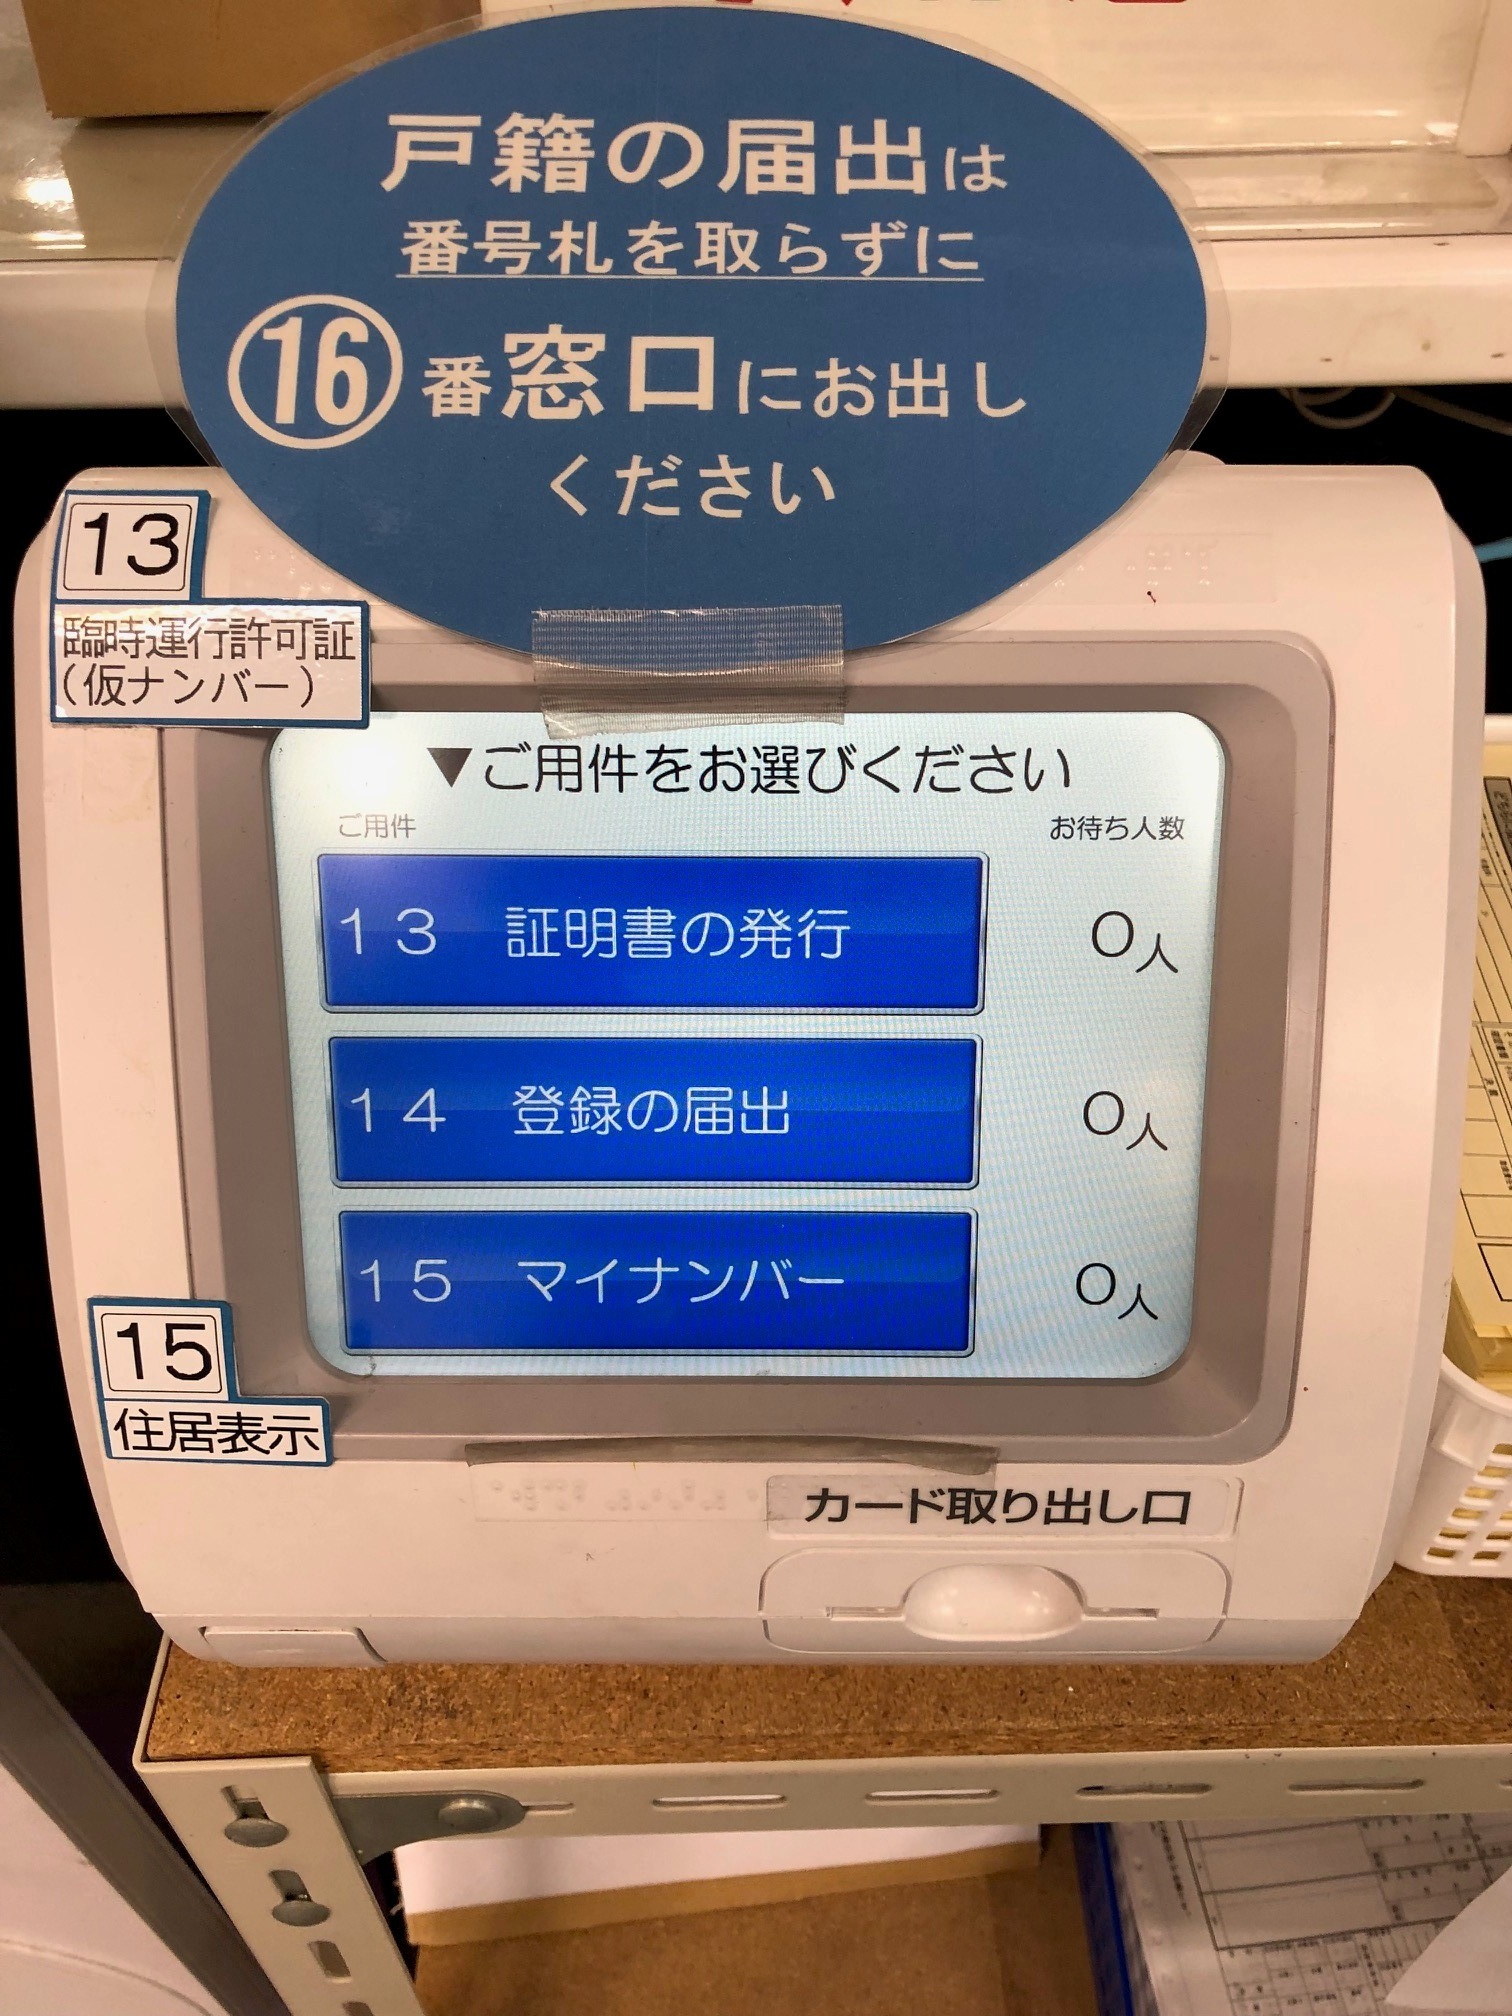 戸籍の届出は
番号札を取らずに
⑯番窓口にお出し
ください
13
臨時運行許可証
(仮ナンバー)
▼ご用件をお選びください
ご用件 お待ち人数
13 証明書の発行 0人
14 登録の届出 0人
15 マイナンバー 0人
15
住居表示
カード取り出し口